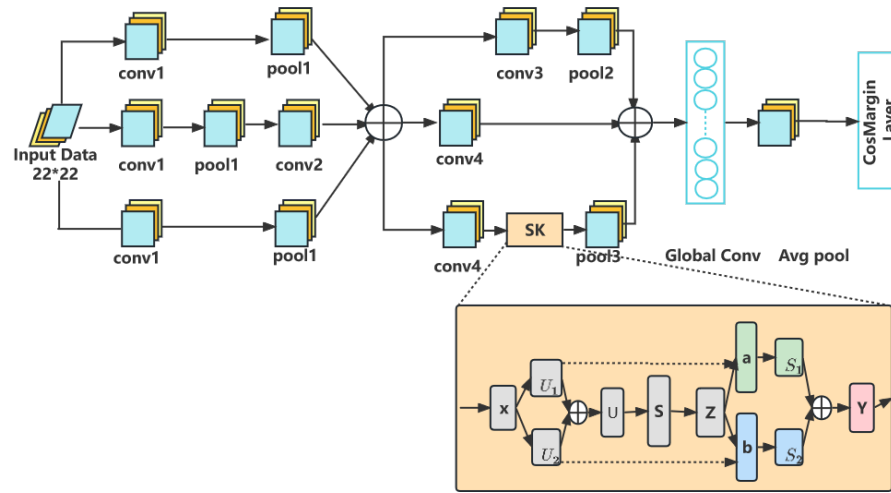 conv1
pool1
conv3
pool2
Input Data
22*22
conv1
pool1
conv2
conv4
CosMargin
Layer
conv1
pool1
conv4
SK
pool3
Global Conv
Avg pool
x
U1
U2
U
S
Z
a
b
S1
S2
Y